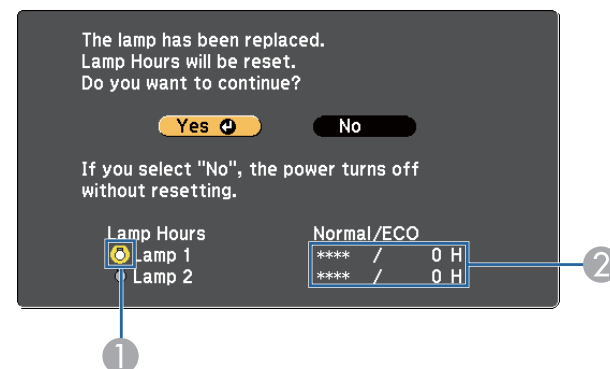 The lamp has been replaced.
Lamp Hours will be reset.
Do you want to continue?
Yes No
If you select "No", the power turns off
without resetting.
Lamp Hours Normal/ECO
Lamp 1 **** / 0 H
Lamp 2 **** / 0 H
1
2